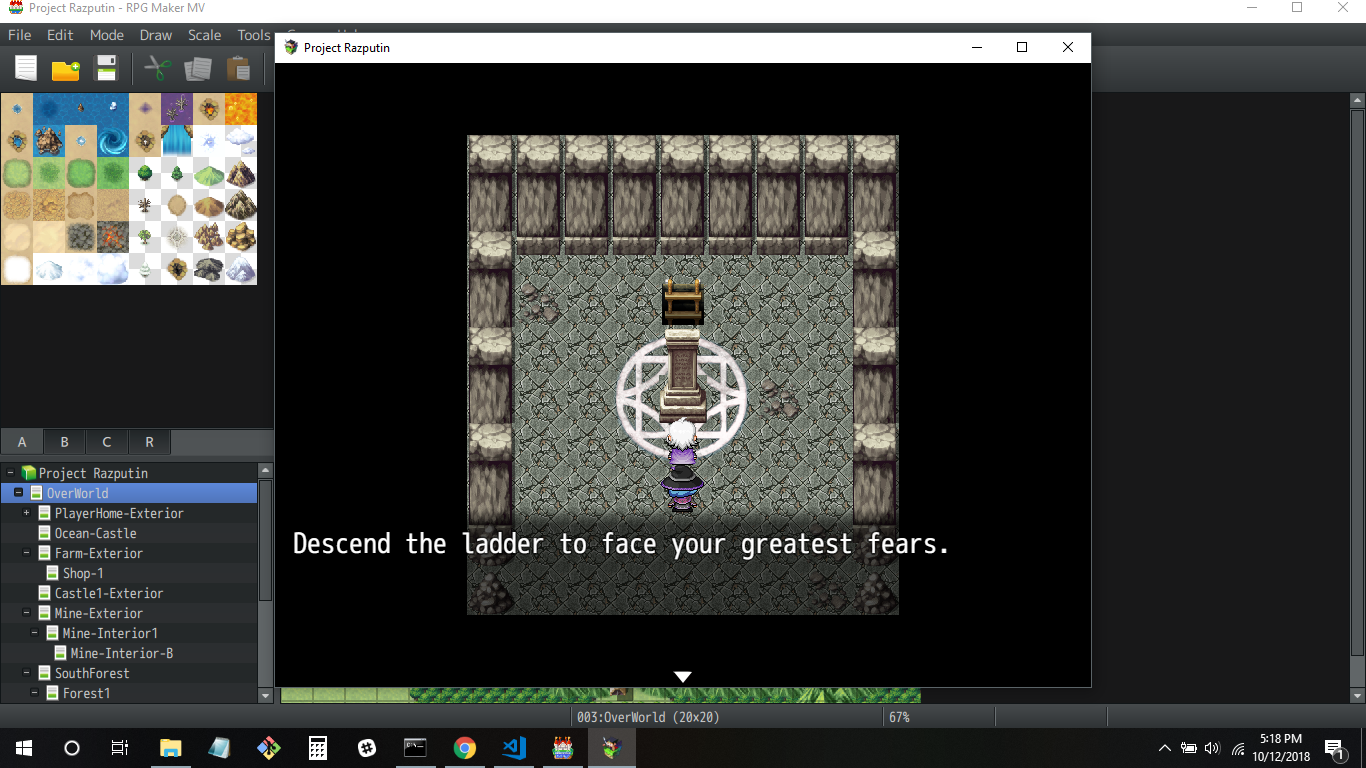 Project Razputin - RPG Maker MV
File Edit Mode Draw Scale Tools
Project Razputin
Descend the ladder to face your greatest fears.
A B C R
Project Razputin
OverWorld
PlayerHome-Exterior
Ocean-Castle
Farm-Exterior
Shop-1
Castle1-Exterior
Mine-Exterior
Mine-Interior1
Mine-Interior-B
SouthForest
Forest1
003:OverWorld (20x20) 67%
5:18 PM
10/12/2018
1